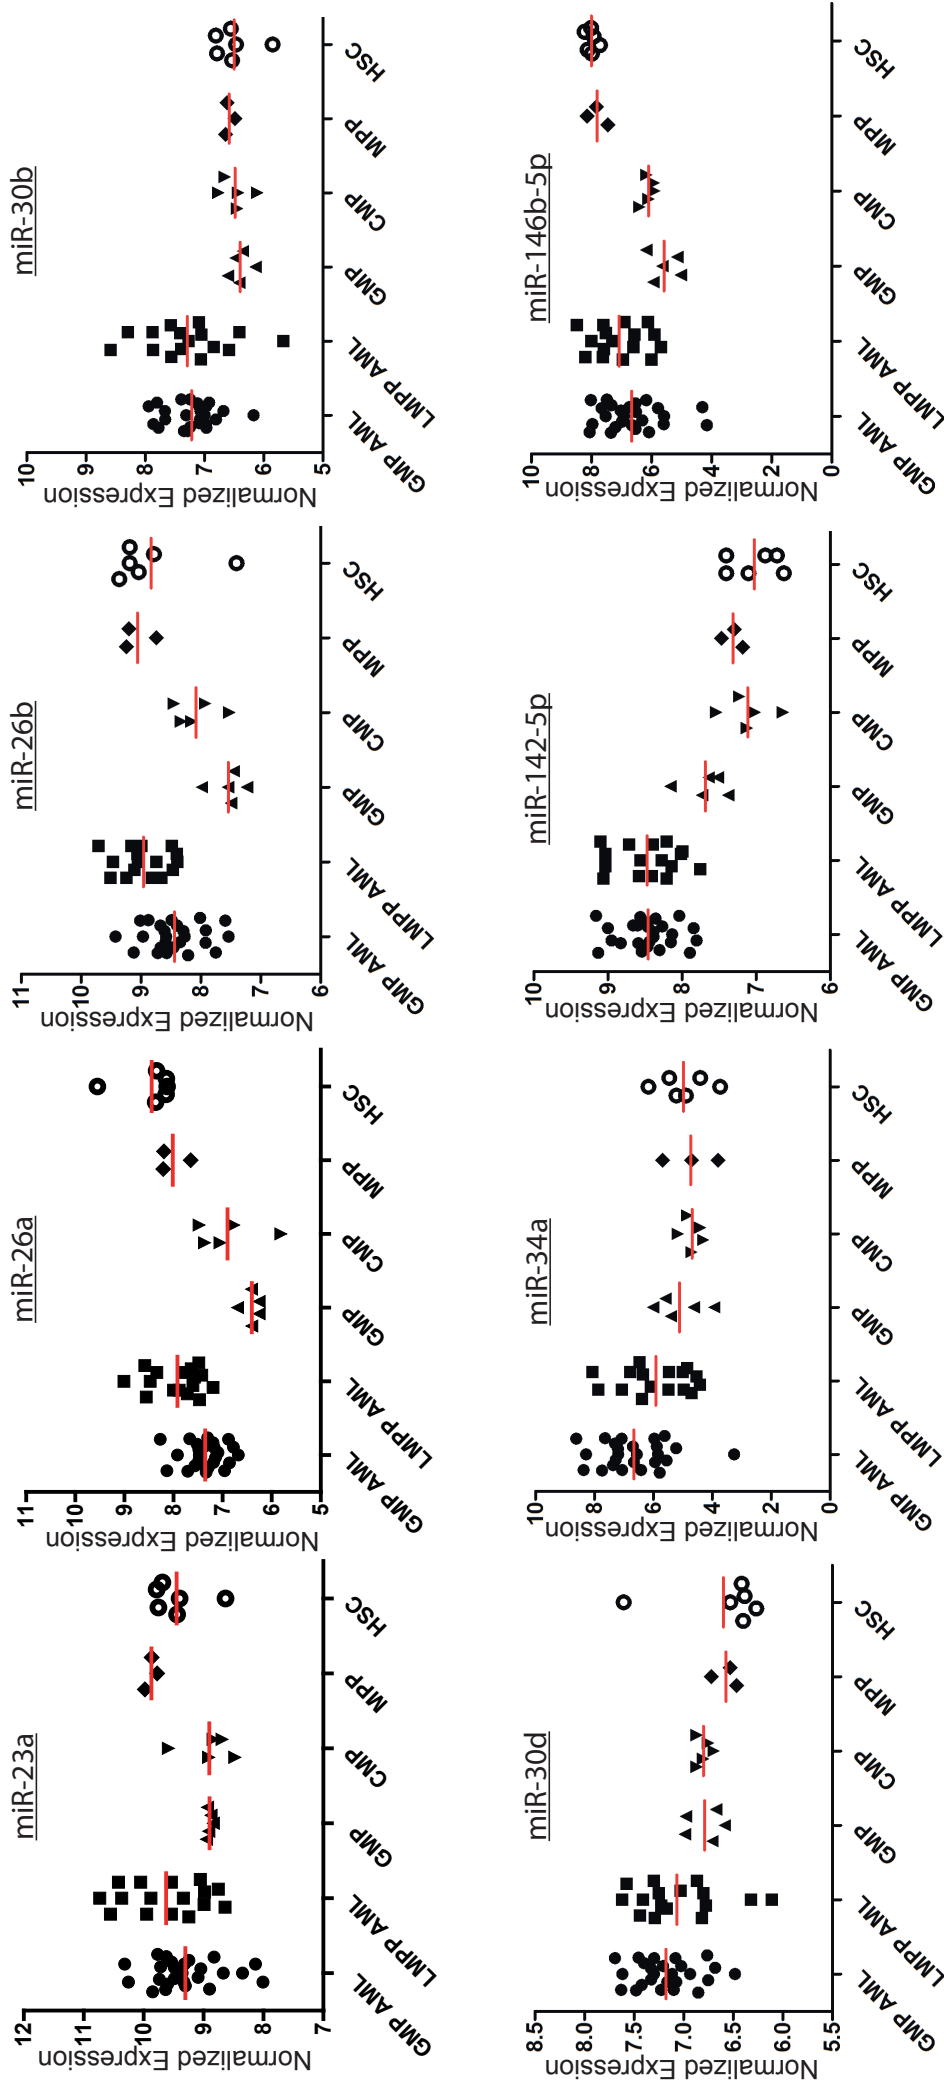 miR-23a
Normalized Expression
12
11
10
9
8
7
GMP AML
LMPP AML
GMP
CMP
MPP
HSC
miR-26a
Normalized Expression
11
10
9
8
7
6
5
GMP AML
LMPP AML
GMP
CMP
MPP
HSC
miR-26b
Normalized Expression
11
10
9
8
7
6
GMP AML
LMPP AML
GMP
CMP
MPP
HSC
miR-30b
Normalized Expression
10
9
8
7
6
5
GMP AML
LMPP AML
GMP
CMP
MPP
HSC
miR-30d
Normalized Expression
8.5
8.0
7.5
7.0
6.5
6.0
5.5
GMP AML
LMPP AML
GMP
CMP
MPP
HSC
miR-34a
Normalized Expression
10
8
6
4
2
0
GMP AML
LMPP AML
GMP
CMP
MPP
HSC
miR-142-5p
Normalized Expression
10
9
8
7
6
GMP AML
LMPP AML
GMP
CMP
MPP
HSC
miR-146b-5p
Normalized Expression
10
8
6
4
2
0
GMP AML
LMPP AML
GMP
CMP
MPP
HSC